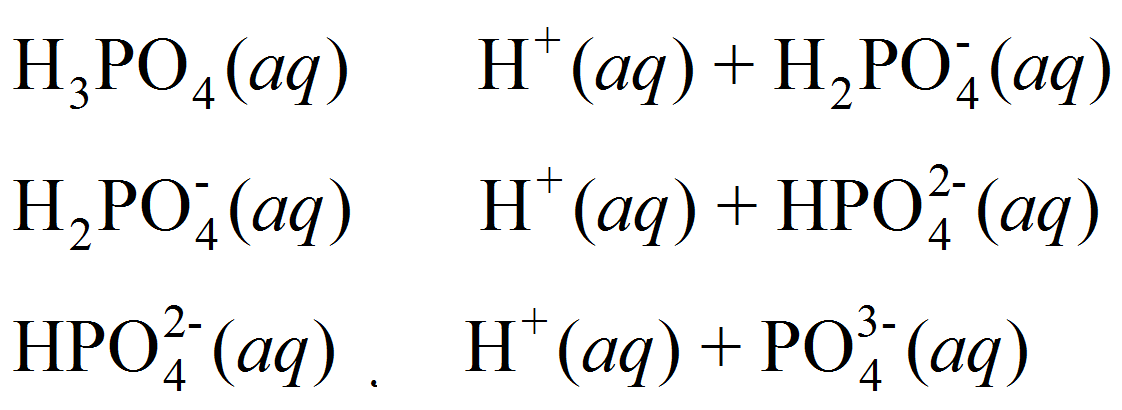 H₃PO₄(aq) H⁺(aq) + H₂PO₄⁻(aq)
H₂PO₄⁻(aq) H⁺(aq) + HPO₄²⁻(aq)
HPO₄²⁻(aq) . H⁺(aq) + PO₄³⁻(aq)